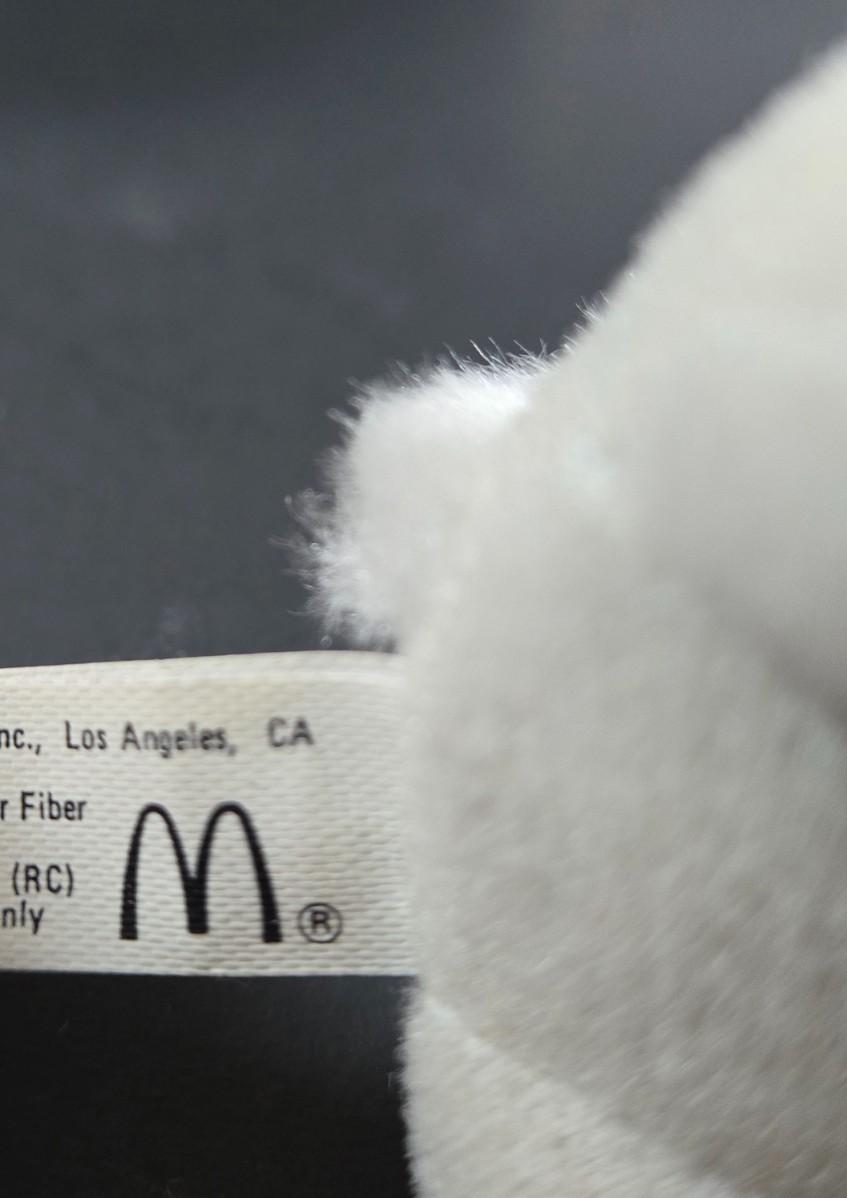 nc., Los Angeles, CA
r Fiber
(RC)
nly
M®